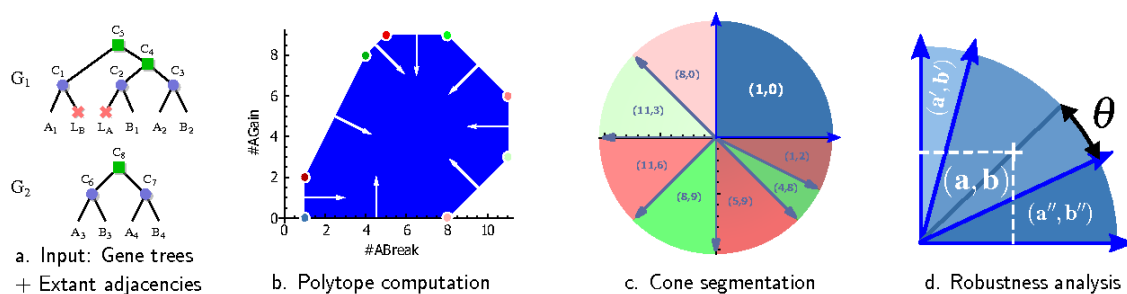 C5
C4
G1
C1
C2
C3
A1
LB
LA
B1
A2
B2
C8
G2
C6
C7
A3
B3
A4
B4
a. Input: Gene trees
+ Extant adjacencies
#AGain
8
6
4
2
0
0 2 4 6 8 10
#ABreak
b. Polytope computation
(8,0)
(1,0)
(11,3)
(11,6)
(1,2)
(4,8)
(8,9)
(5,9)
c. Cone segmentation
(a′,b′)
θ
(a,b)
(a″,b″)
d. Robustness analysis